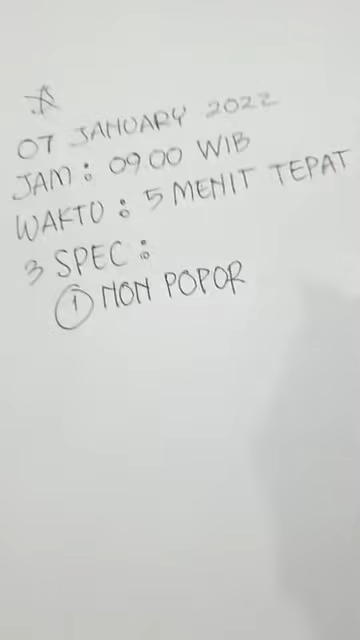 07 JANUARY 2022
JAM : 09.00 WIB
WAKTU : 5 MENIT TEPAT
3 SPEC :
① NON POPOR